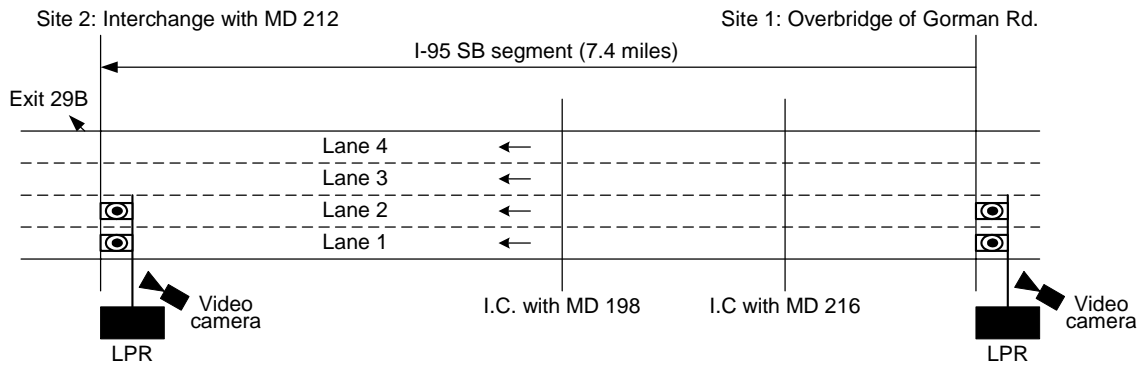 Site 2: Interchange with MD 212
Site 1: Overbridge of Gorman Rd.
I-95 SB segment (7.4 miles)
Exit 29B
Lane 4
Lane 3
Lane 2
Lane 1
Video
camera
I.C. with MD 198
I.C with MD 216
Video
camera
LPR
LPR